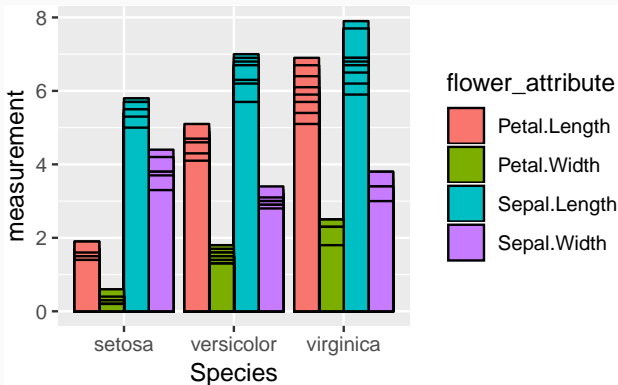 8
6
4
2
0
measurement
setosa versicolor virginica
Species
flower_attribute
Petal.Length
Petal.Width
Sepal.Length
Sepal.Width